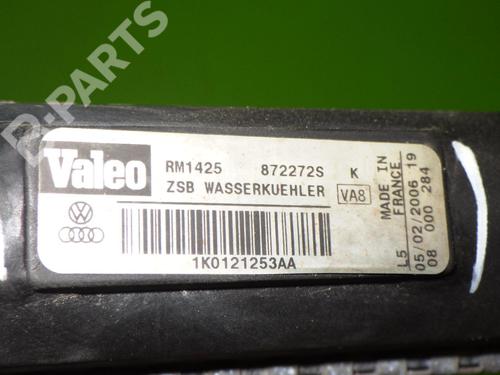 B-PARTS
Valeo
RM1425 872272S K
ZSB WASSERKUEHLER VA8
1K0121253AA
MADE IN
FRANCE
L5
05/02/2006 19
08 000 284